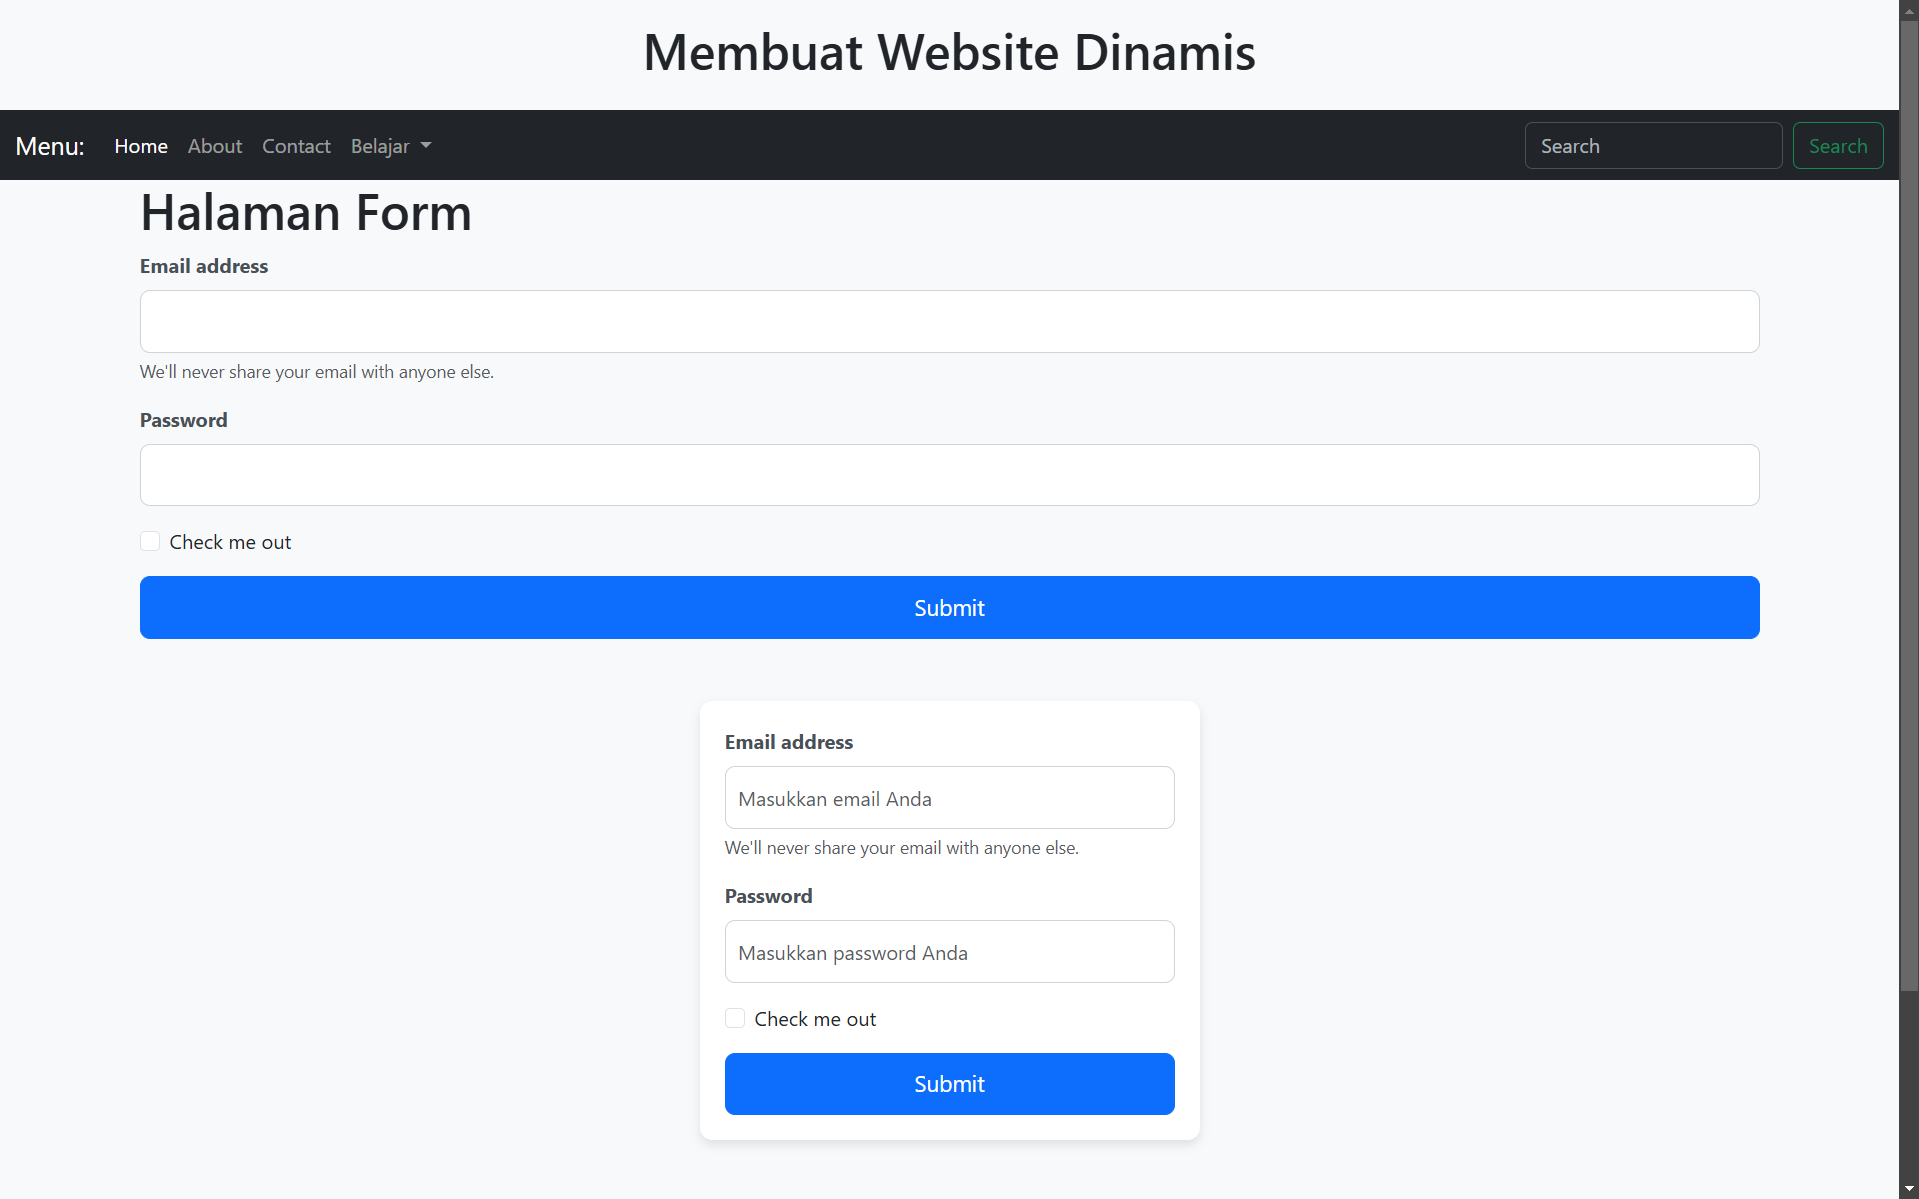 Membuat Website Dinamis
Menu: Home About Contact Belajar Search Search
Halaman Form
Email address
We'll never share your email with anyone else.
Password
Check me out
Submit
Email address
Masukkan email Anda
We'll never share your email with anyone else.
Password
Masukkan password Anda
Check me out
Submit